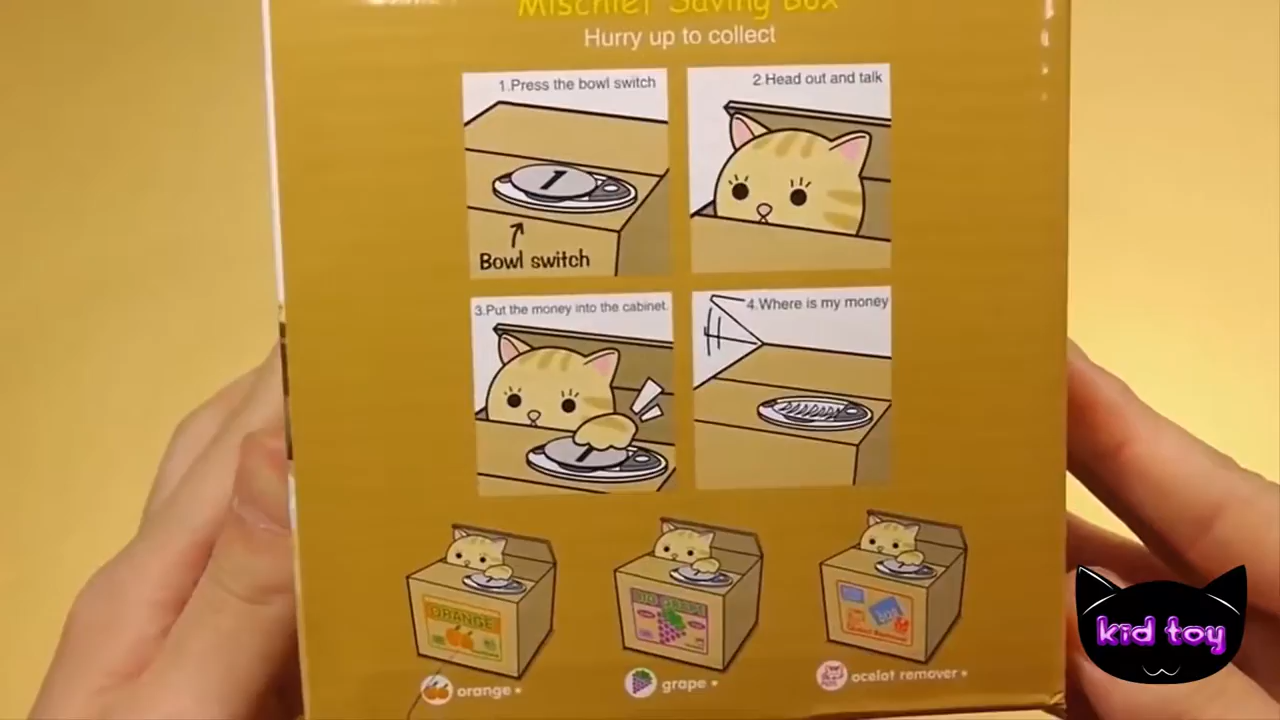 Mischief Saving Box
Hurry up to collect
1.Press the bowl switch
2.Head out and talk
1
Bowl switch
3.Put the money into the cabinet.
4.Where is my money
1
ORANGE
orange
grape
ocelot remover
kid toy